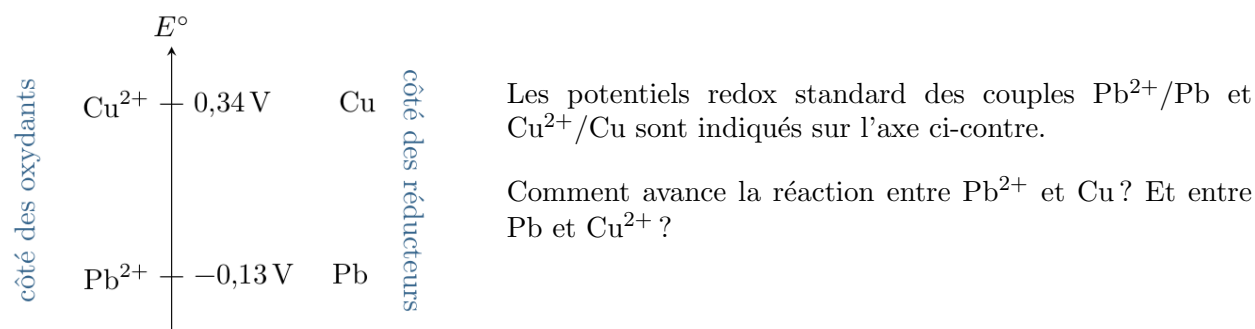 E°
côté des oxydants
Cu²⁺ 0,34 V Cu
Pb²⁺ −0,13 V Pb
côté des réducteurs
Les potentiels redox standard des couples Pb²⁺/Pb et
Cu²⁺/Cu sont indiqués sur l'axe ci-contre.
Comment avance la réaction entre Pb²⁺ et Cu ? Et entre
Pb et Cu²⁺ ?